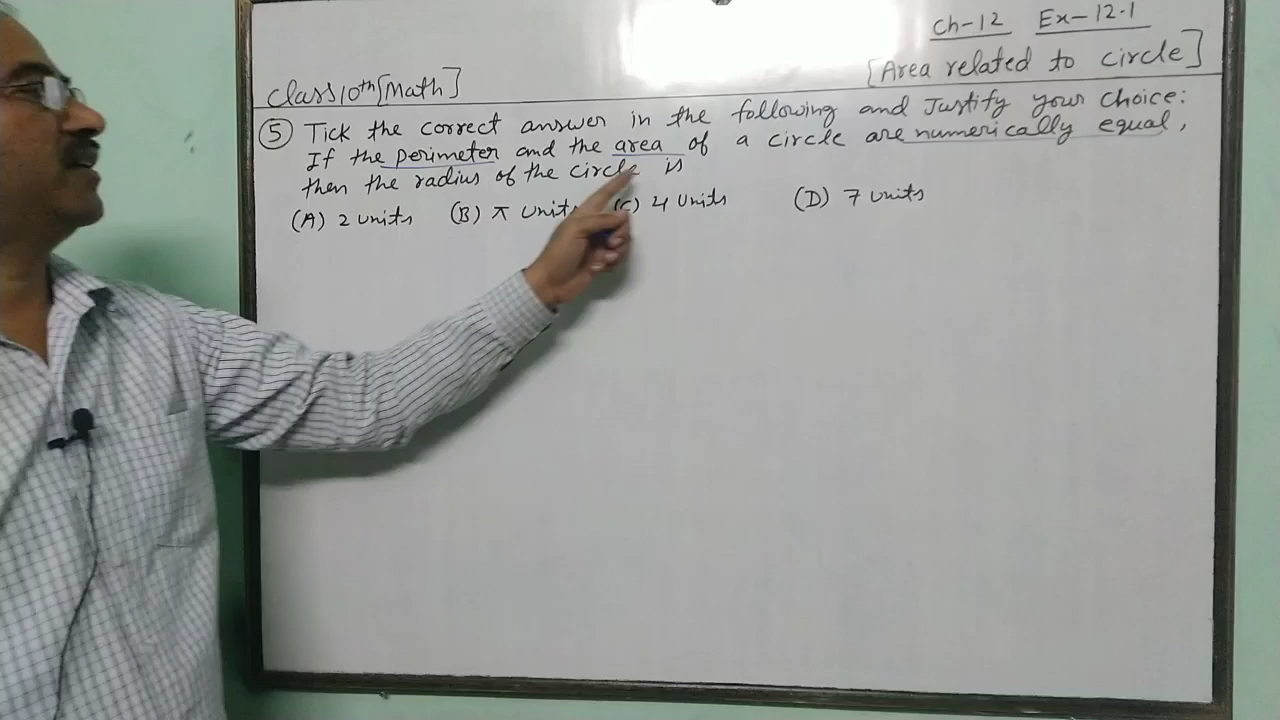 Ch-12 Ex-12.1
[Area related to circle]
Class 10th [Math]
(5) Tick the correct answer in the following and Justify your choice:
If the perimeter and the area of a circle are numerically equal,
then the radius of the circle is
(A) 2 units (B) π units (C) 4 units (D) 7 units